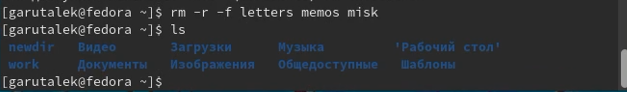 [garutalek@fedora ~]$ rm -r -f letters memos misk
[garutalek@fedora ~]$ ls
newdir Видео Загрузки Музыка 'Рабочий стол'
work Документы Изображения Общедоступные Шаблоны
[garutalek@fedora ~]$